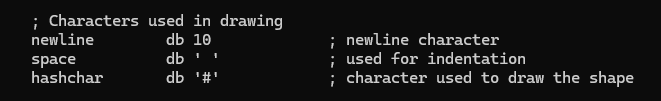 ; Characters used in drawing
newline        db 10             ; newline character
space          db ' '            ; used for indentation
hashchar       db '#'            ; character used to draw the shape